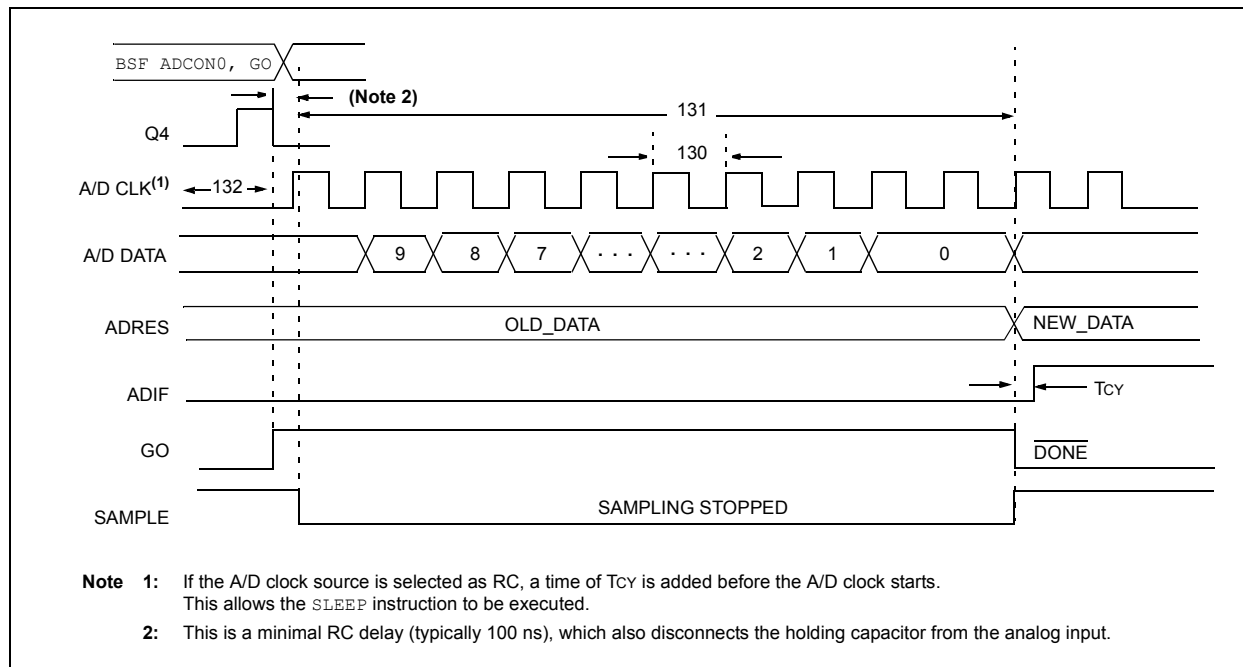 BSF ADCON0, GO
(Note 2)
131
Q4
130
A/D CLK(1)
132
A/D DATA
9 8 7 . . . . . . 2 1 0
ADRES
OLD_DATA
NEW_DATA
ADIF
TCY
GO
DONE
SAMPLE
SAMPLING STOPPED
Note 1: If the A/D clock source is selected as RC, a time of TCY is added before the A/D clock starts.
This allows the SLEEP instruction to be executed.
2: This is a minimal RC delay (typically 100 ns), which also disconnects the holding capacitor from the analog input.